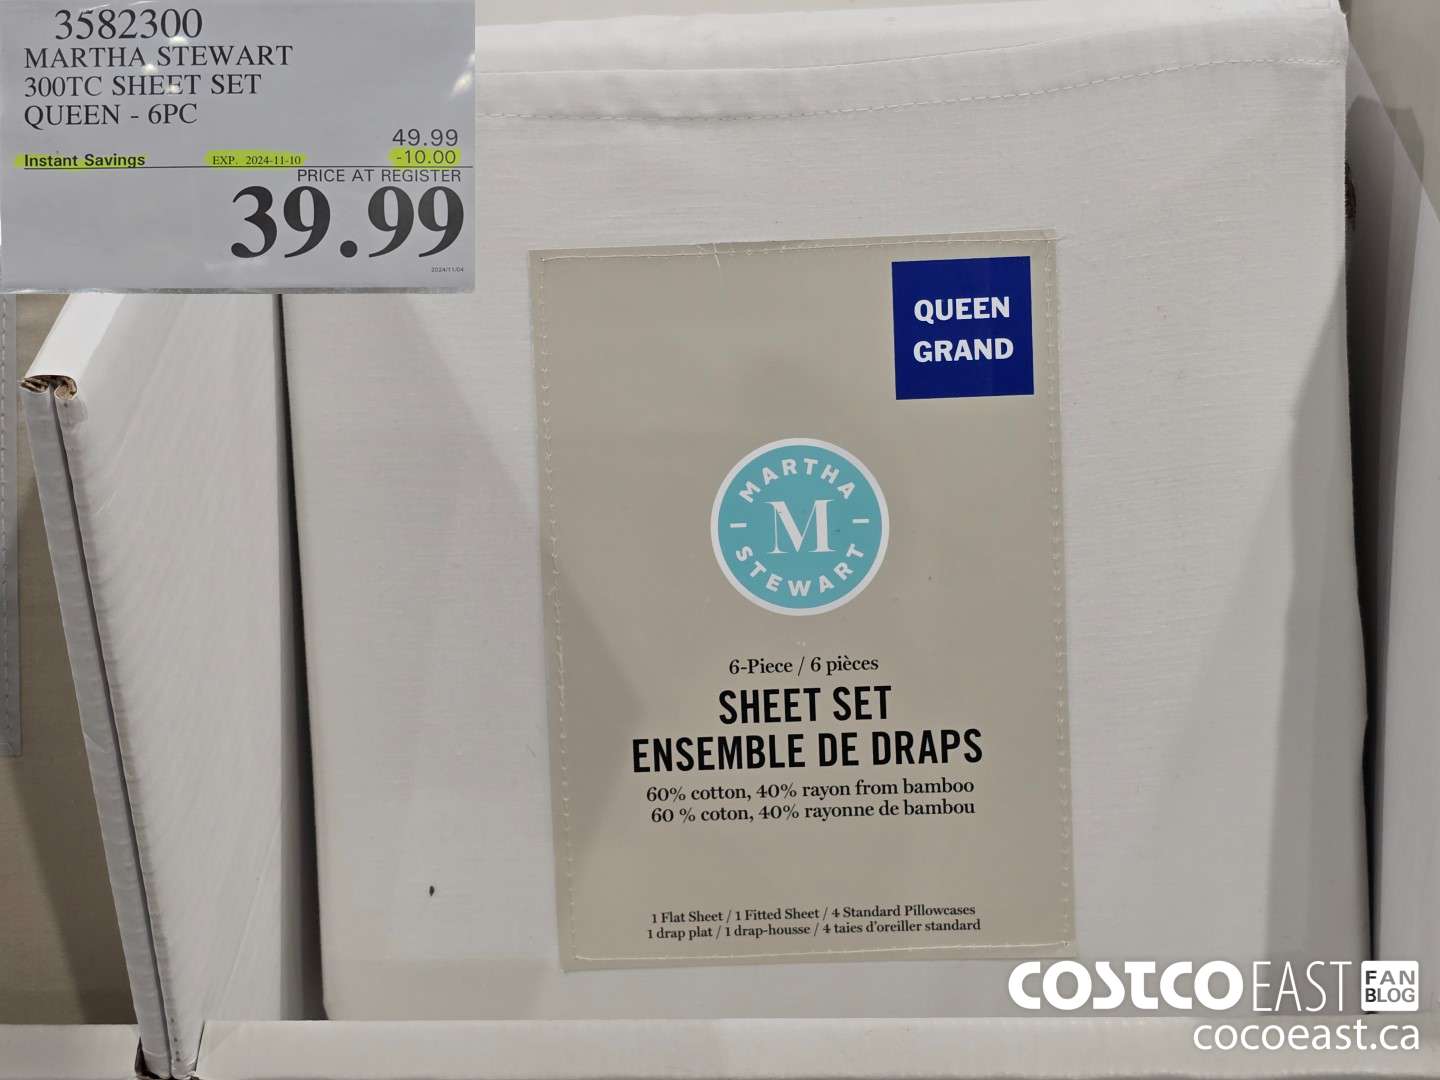 3582300
MARTHA STEWART
300TC SHEET SET
QUEEN - 6PC
49.99
Instant Savings EXP. 2024-11-10 -10.00
PRICE AT REGISTER
39.99
2024/11/04
QUEEN
GRAND
MARTHA
M
STEWART
6-Piece / 6 pièces
SHEET SET
ENSEMBLE DE DRAPS
60% cotton, 40% rayon from bamboo
60 % coton, 40% rayonne de bambou
1 Flat Sheet / 1 Fitted Sheet / 4 Standard Pillowcases
1 drap plat / 1 drap-housse / 4 taies d'oreiller standard
COSTCO EAST FAN BLOG
cocoeast.ca